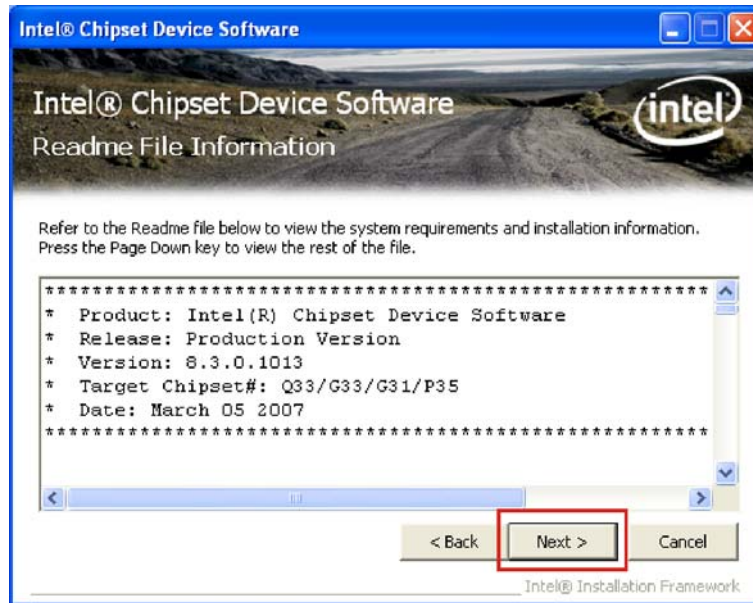 Intel® Chipset Device Software
Intel® Chipset Device Software
intel
Readme File Information
Refer to the Readme file below to view the system requirements and installation information.
Press the Page Down key to view the rest of the file.
********************************************************
* Product: Intel(R) Chipset Device Software
* Release: Production Version
* Version: 8.3.0.1013
* Target Chipset#: Q33/G33/G31/P35
* Date: March 05 2007
********************************************************
< Back Next > Cancel
Intel® Installation Framework